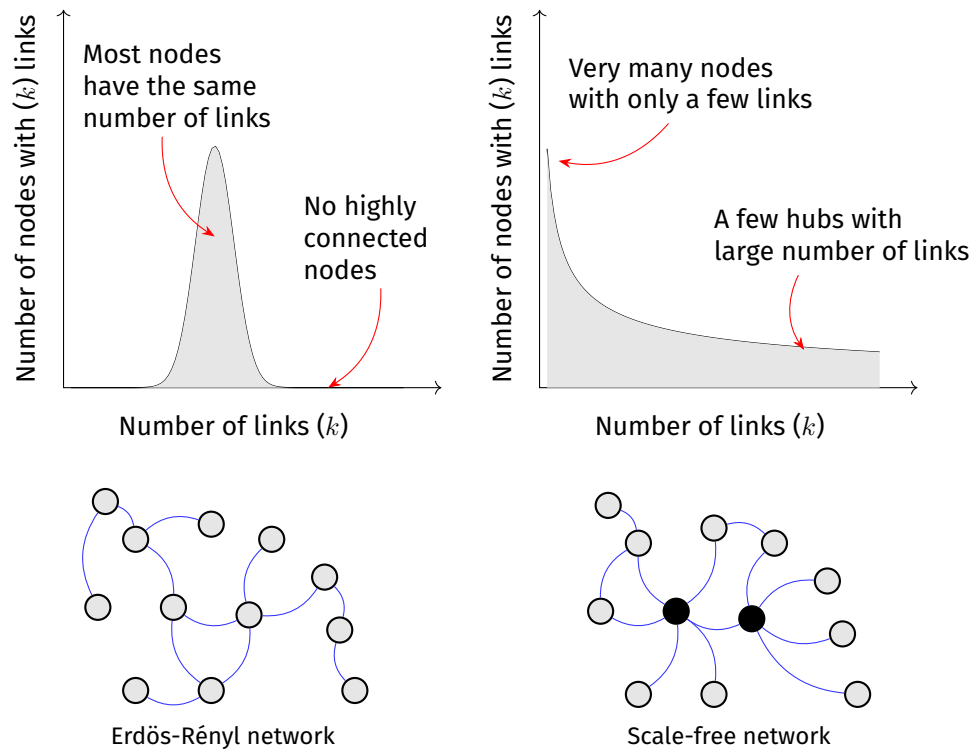 Number of nodes with (k) links
Most nodes
have the same
number of links
No highly
connected
nodes
Number of links (k)
Number of nodes with (k) links
Very many nodes
with only a few links
A few hubs with
large number of links
Number of links (k)
Erdös-Rényl network
Scale-free network